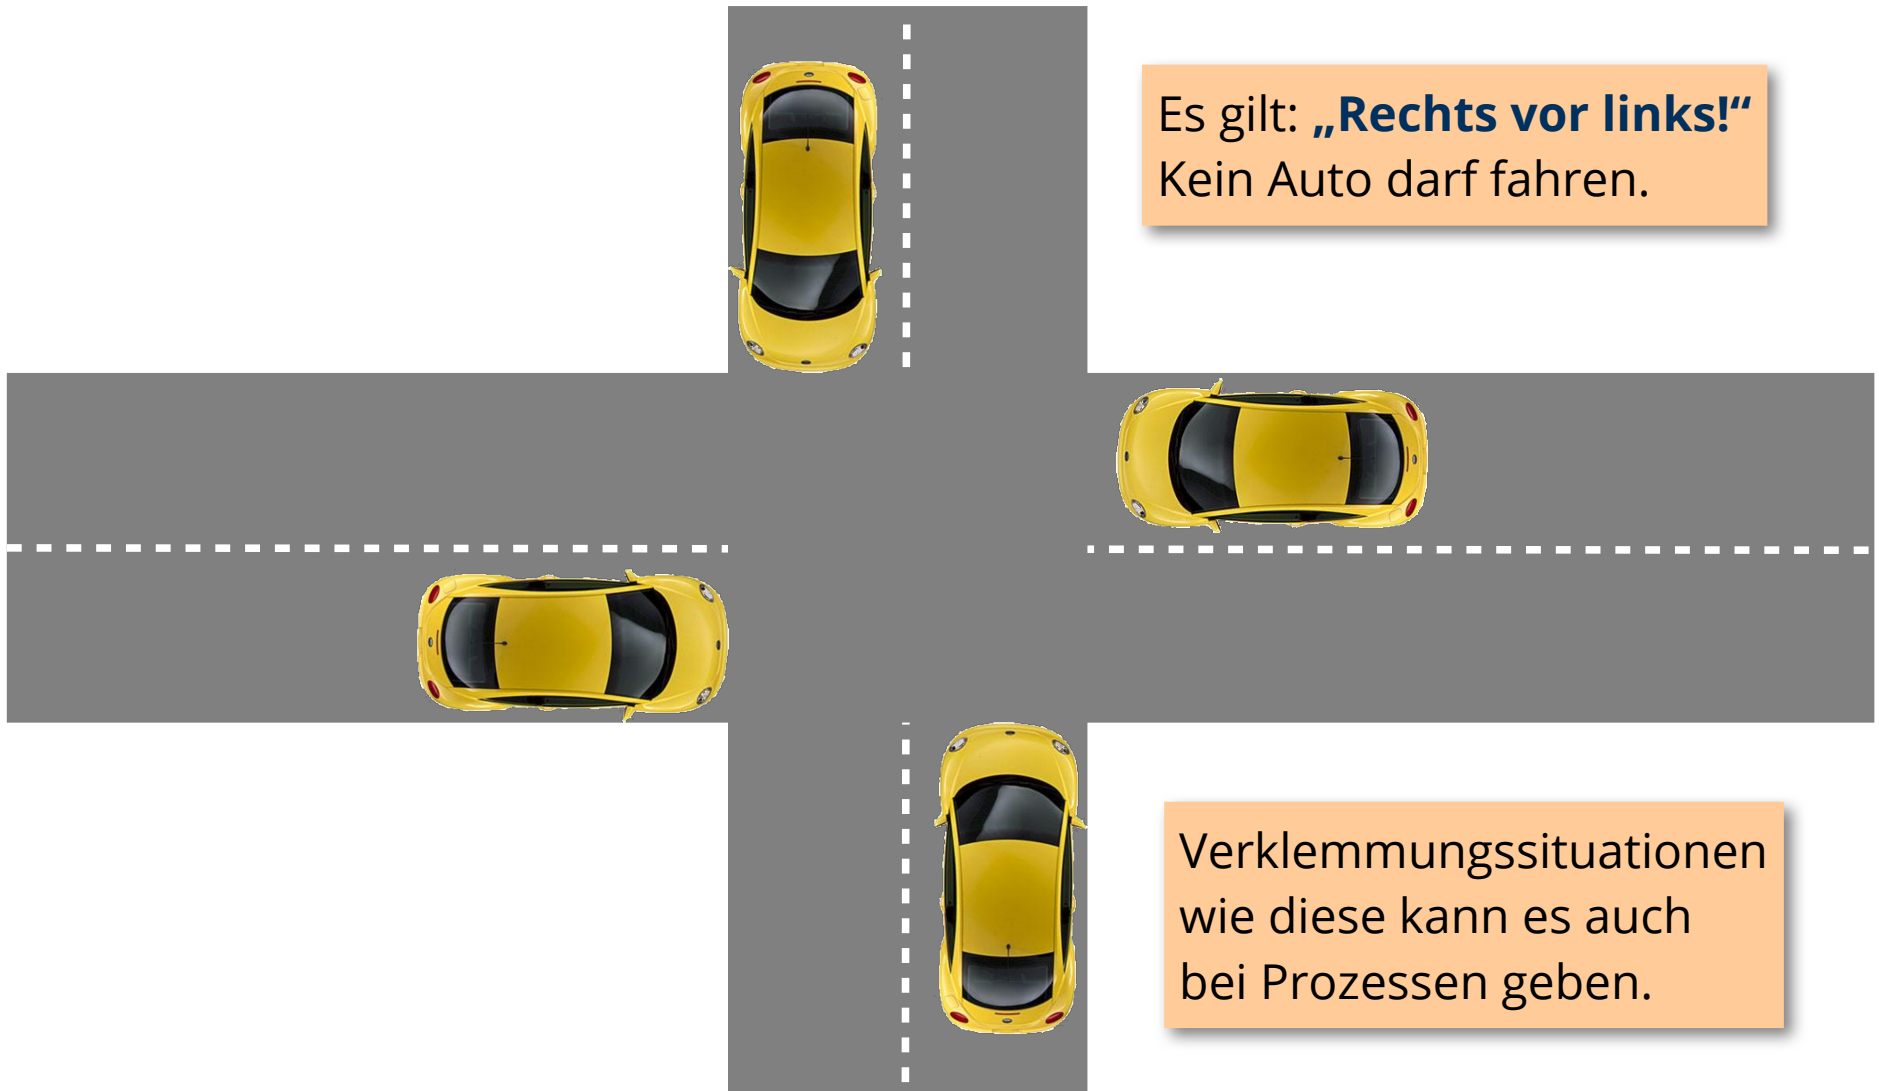 Es gilt: „Rechts vor links!“
Kein Auto darf fahren.
Verklemmungssituationen
wie diese kann es auch
bei Prozessen geben.